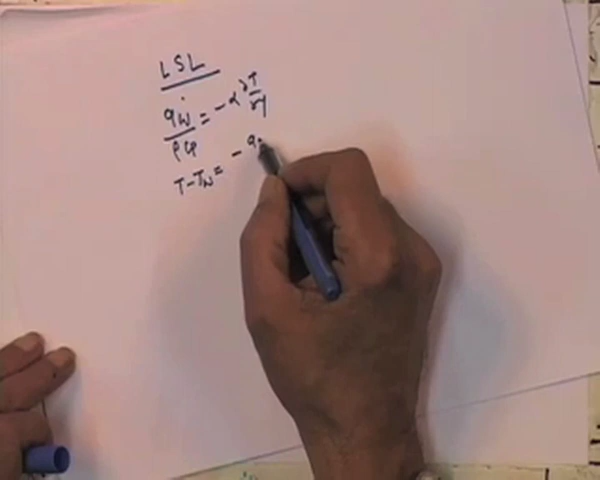 LSL
q̇w/ρCp = -α ∂T/∂y
T-Tw = - q